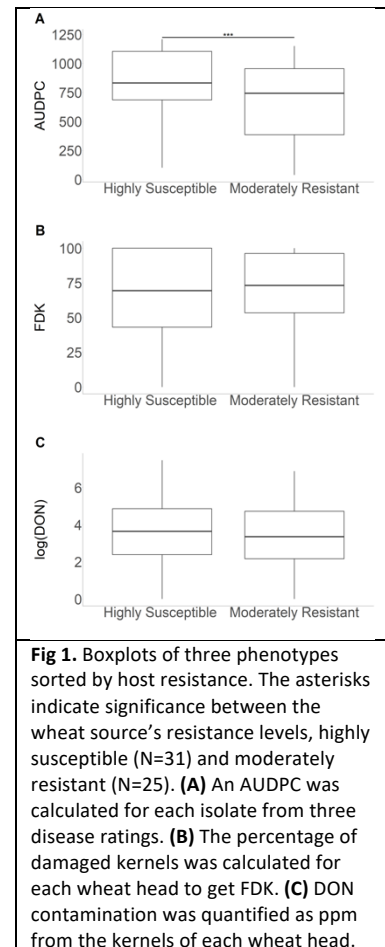 A
1250
1000
750
500
250
0
AUDPC
***
Highly Susceptible Moderately Resistant
B
100
75
50
25
0
FDK
Highly Susceptible Moderately Resistant
C
6
4
2
0
log(DON)
Highly Susceptible Moderately Resistant
Fig 1. Boxplots of three phenotypes
sorted by host resistance. The asterisks
indicate significance between the
wheat source’s resistance levels, highly
susceptible (N=31) and moderately
resistant (N=25). (A) An AUDPC was
calculated for each isolate from three
disease ratings. (B) The percentage of
damaged kernels was calculated for
each wheat head to get FDK. (C) DON
contamination was quantified as ppm
from the kernels of each wheat head.